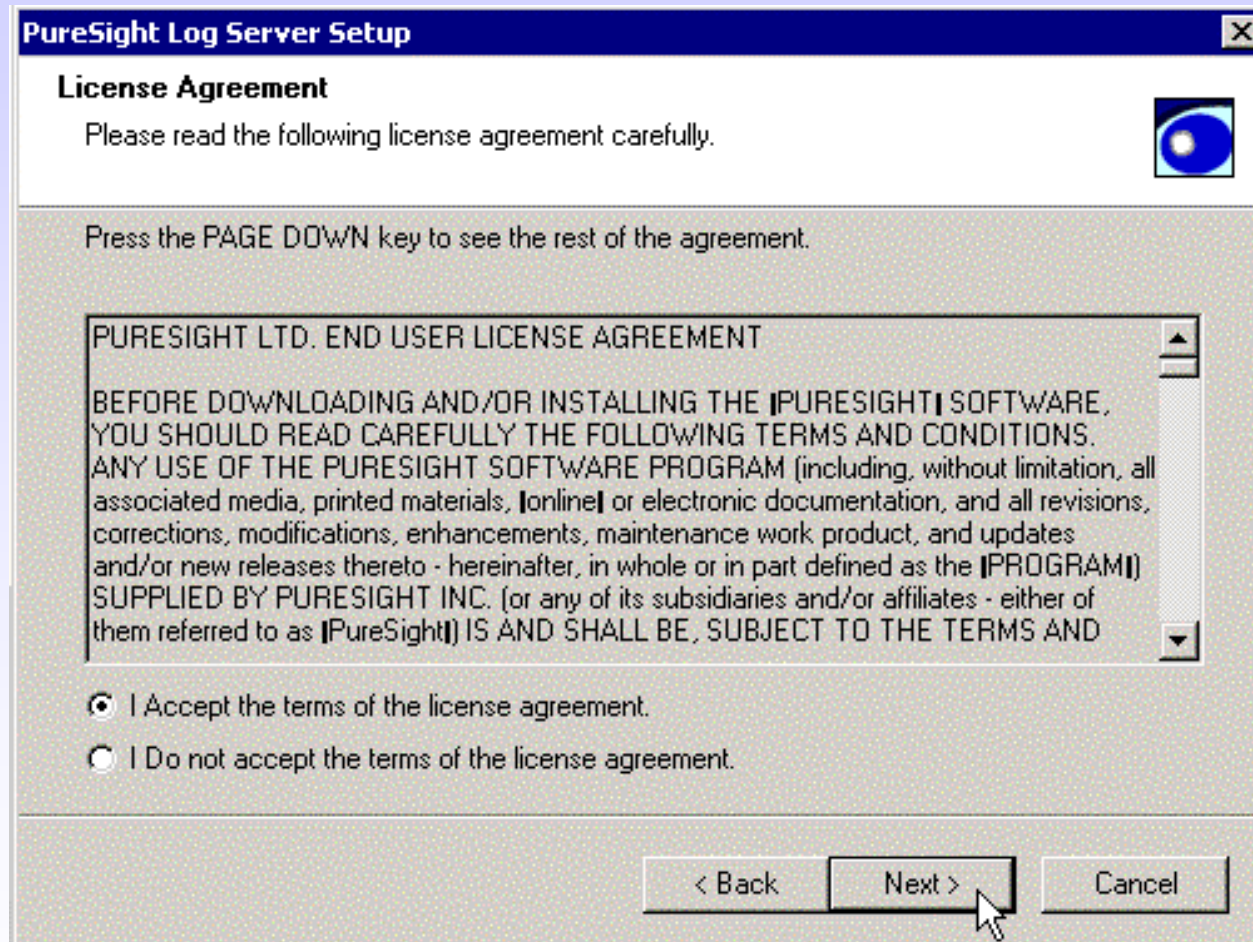 PureSight Log Server Setup
License Agreement
Please read the following license agreement carefully.
Press the PAGE DOWN key to see the rest of the agreement.
PURESIGHT LTD. END USER LICENSE AGREEMENT
BEFORE DOWNLOADING AND/OR INSTALLING THE |PURESIGHT| SOFTWARE,
YOU SHOULD READ CAREFULLY THE FOLLOWING TERMS AND CONDITIONS.
ANY USE OF THE PURESIGHT SOFTWARE PROGRAM (including, without limitation, all
associated media, printed materials, |online| or electronic documentation, and all revisions,
corrections, modifications, enhancements, maintenance work product, and updates
and/or new releases thereto - hereinafter, in whole or in part defined as the |PROGRAM|)
SUPPLIED BY PURESIGHT INC. (or any of its subsidiaries and/or affiliates - either of
them referred to as |PureSight|) IS AND SHALL BE, SUBJECT TO THE TERMS AND
I Accept the terms of the license agreement.
I Do not accept the terms of the license agreement.
< Back Next > Cancel